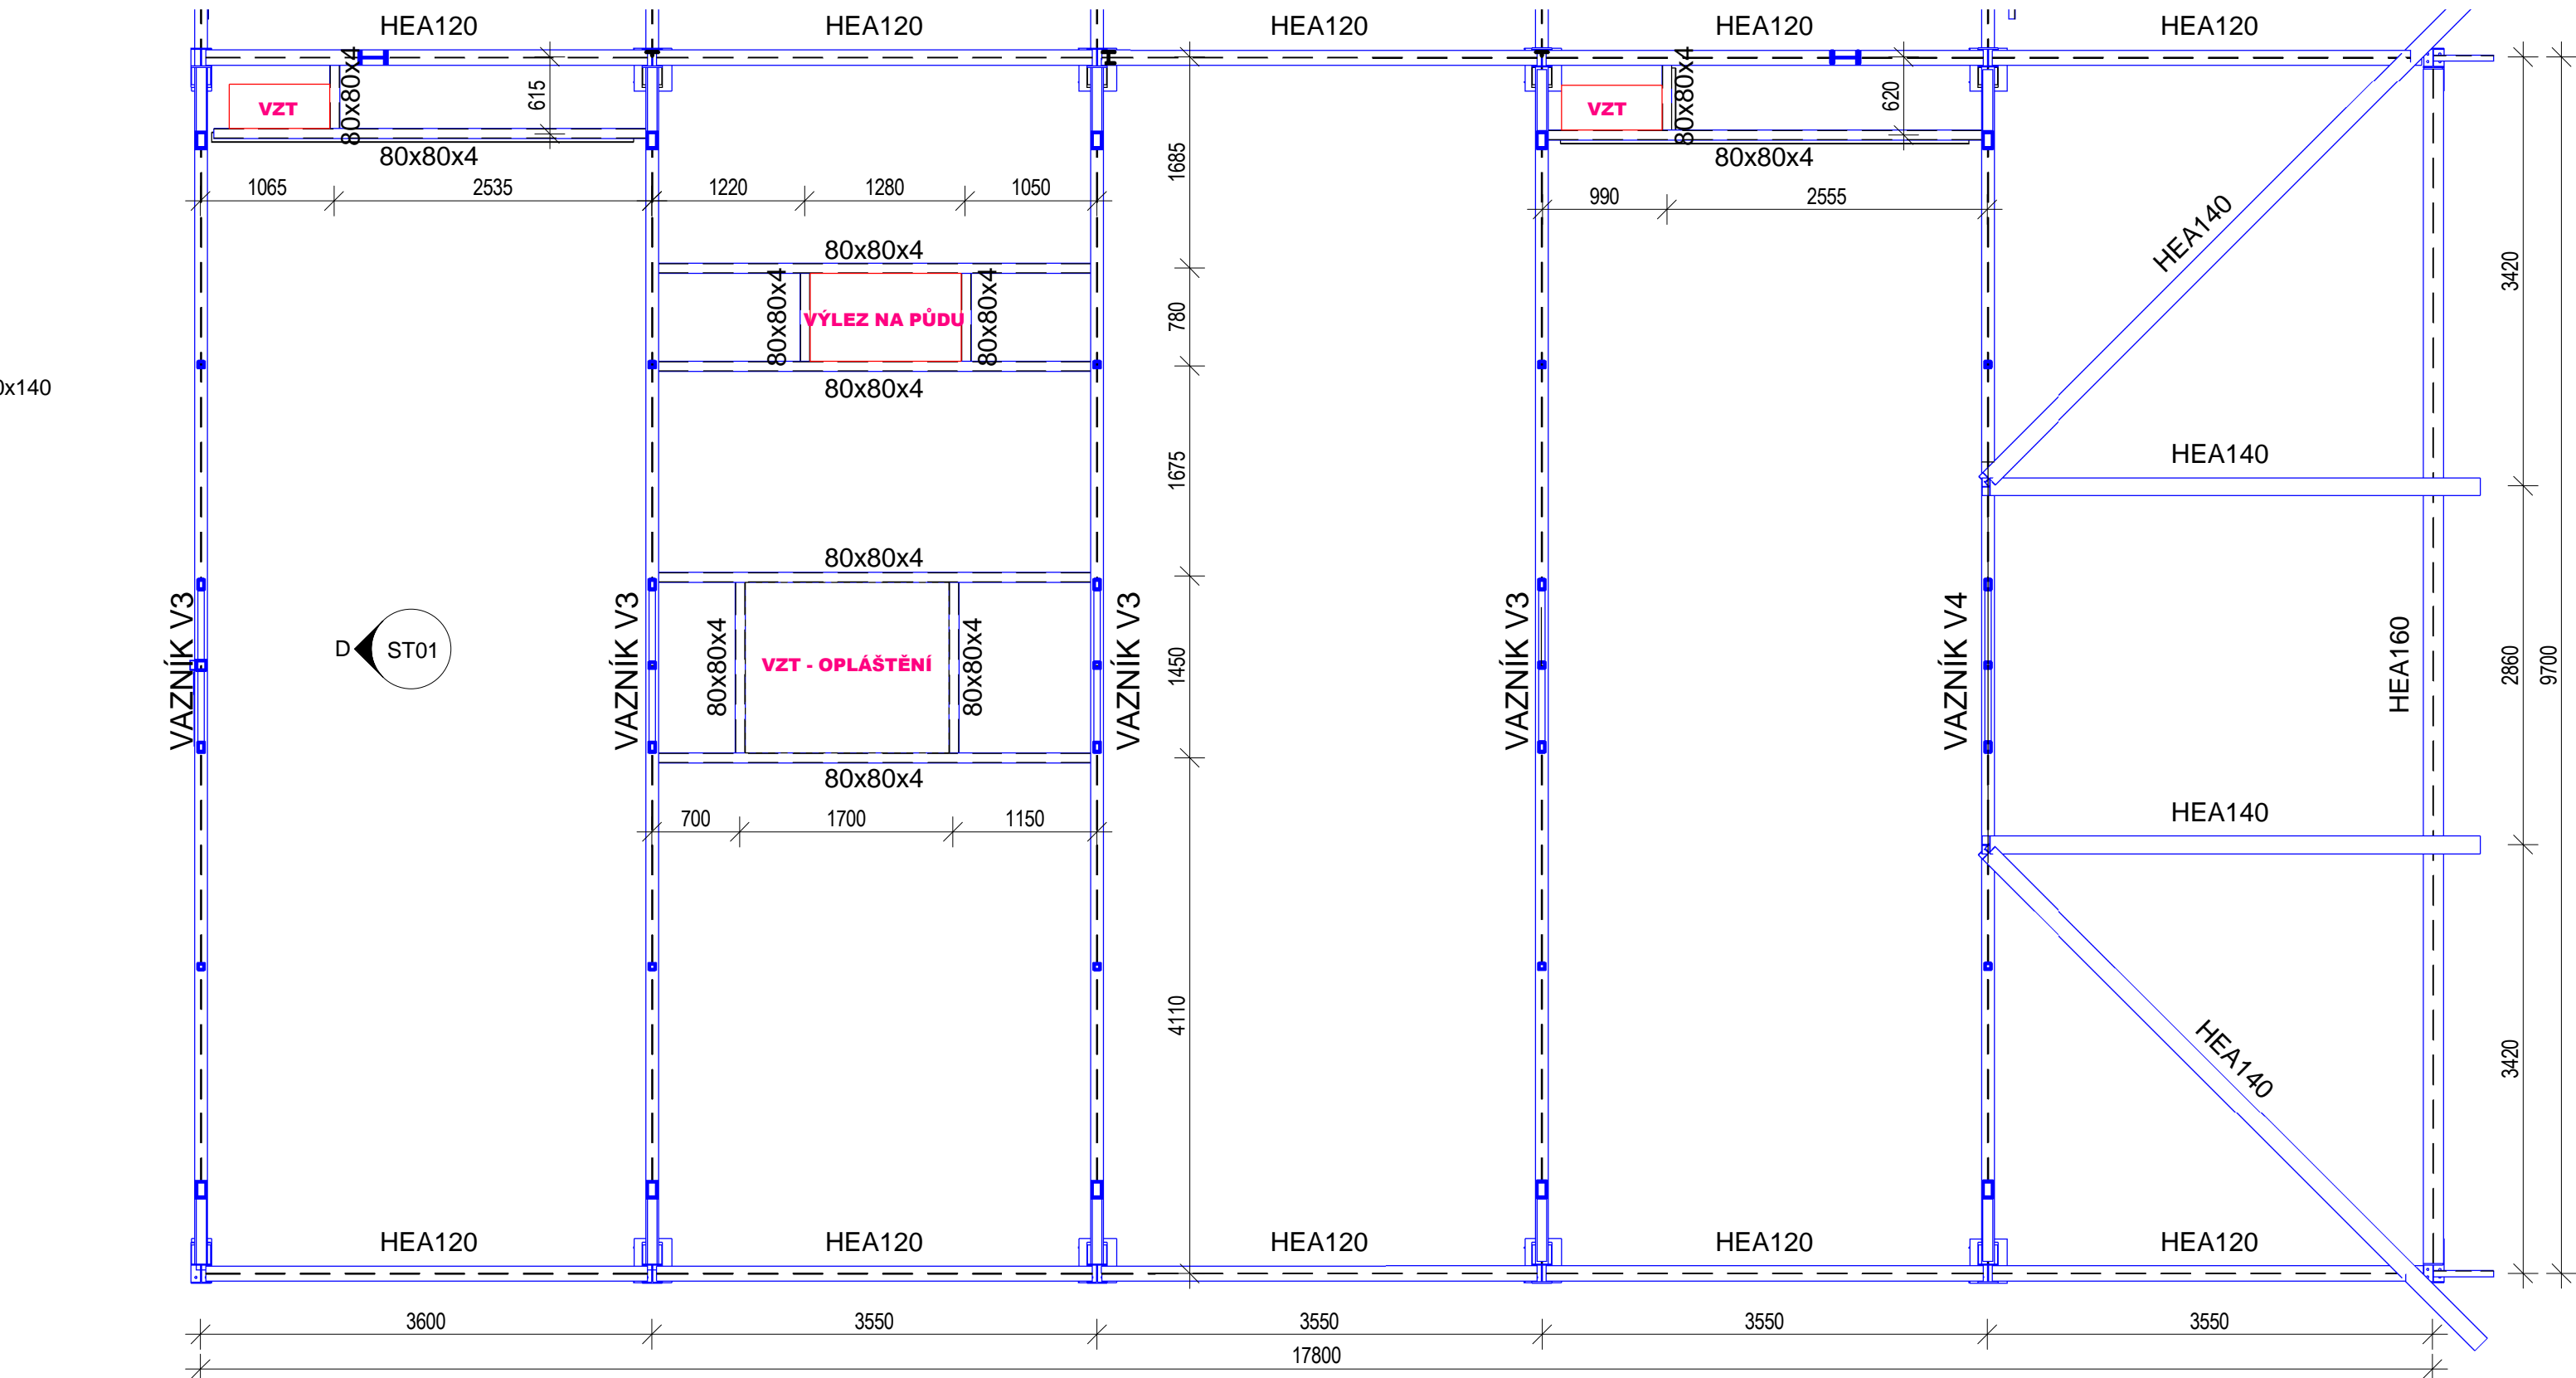 HEA120
HEA120
HEA120
HEA120
HEA120
80x80x4
615
VZT
80x80x4
80x80x4
620
VZT
80x80x4
1065
2535
1220
1280
1050
1685
990
2555
HEA140
3420
80x80x4
80x80x4
VÝLEZ NA PŮDU
80x80x4
780
80x80x4
0x140
1675
HEA140
80x80x4
VAZNÍK V3
D
ST01
VAZNÍK V3
80x80x4
VZT - OPLÁŠTĚNÍ
80x80x4
VAZNÍK V3
1450
VAZNÍK V3
VAZNÍK V4
HEA160
2860
9700
80x80x4
700
1700
1150
HEA140
4110
HEA140
3420
HEA120
HEA120
HEA120
HEA120
HEA120
3600
3550
3550
3550
3550
17800